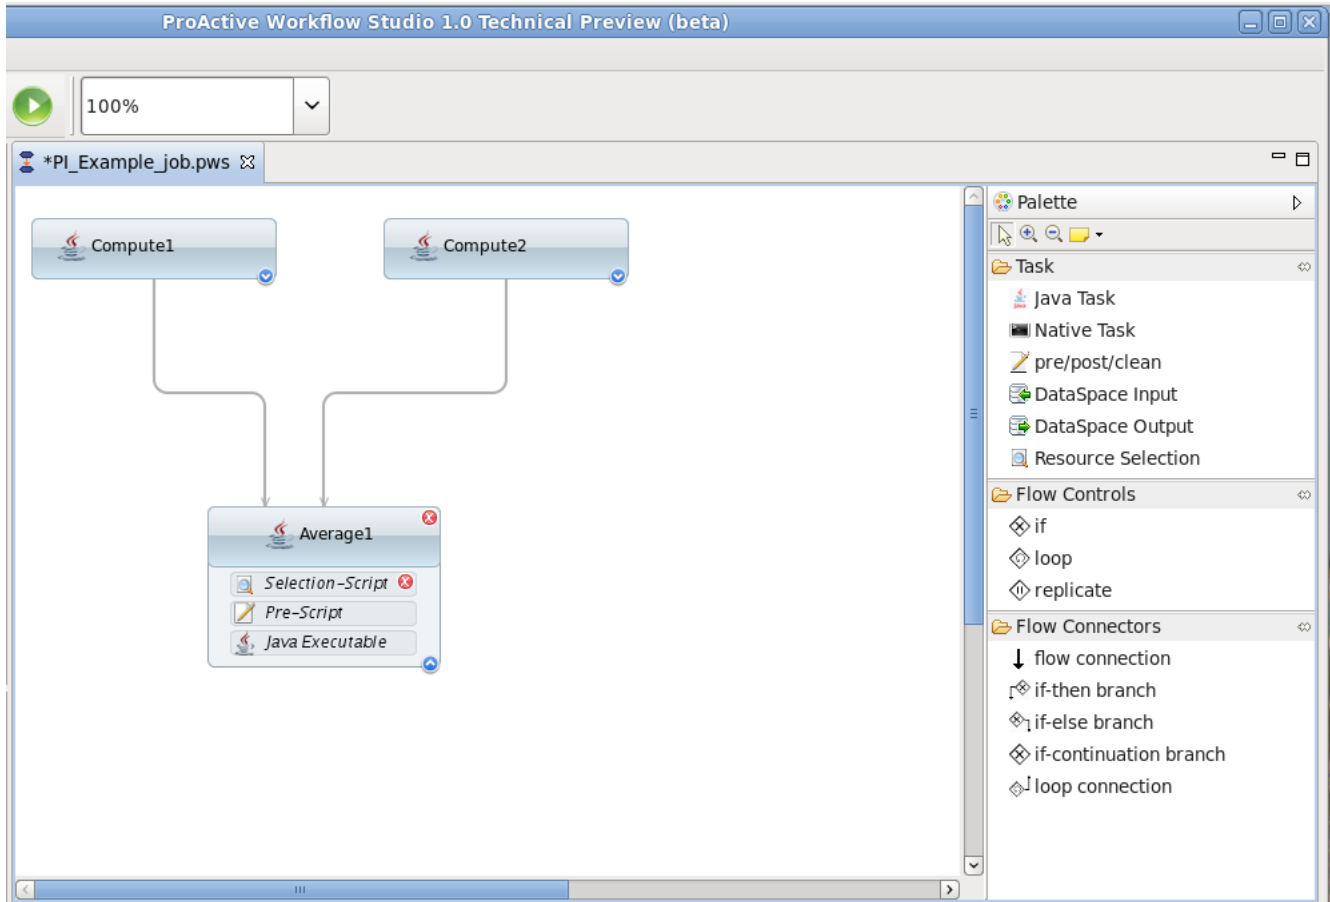 ProActive Workflow Studio 1.0 Technical Preview (beta)
100%
*PI_Example_job.pws
Compute1
Compute2
Average1
Selection-Script
Pre-Script
Java Executable
Palette
Task
Java Task
Native Task
pre/post/clean
DataSpace Input
DataSpace Output
Resource Selection
Flow Controls
if
loop
replicate
Flow Connectors
flow connection
if-then branch
if-else branch
if-continuation branch
loop connection